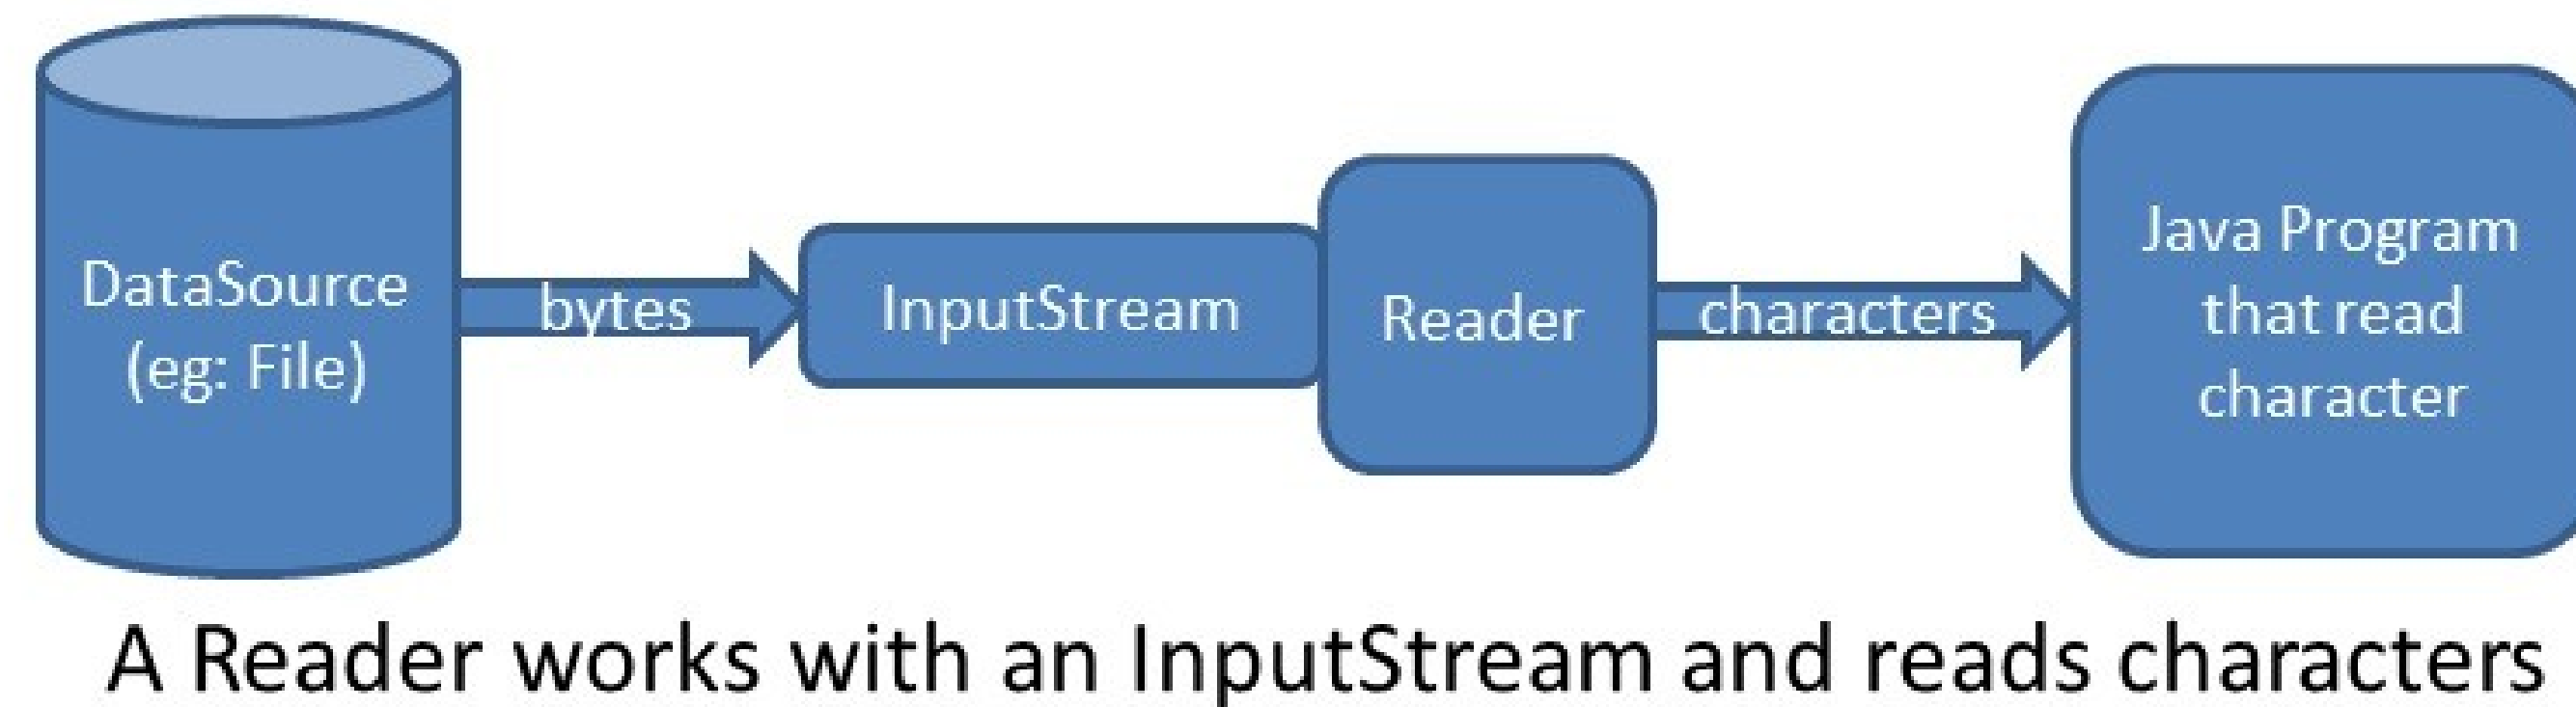 DataSource
(eg: File)
bytes
InputStream
Reader
characters
Java Program
that read
character
A Reader works with an InputStream and reads characters